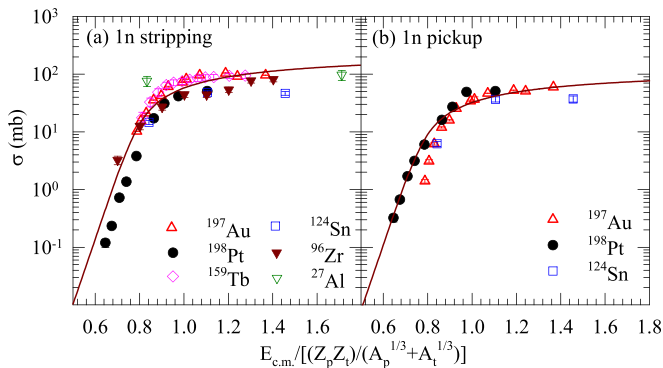 (a) 1n stripping
(b) 1n pickup
σ (mb)
10³
10²
10¹
10⁰
10⁻¹
¹⁹⁷Au
¹⁹⁸Pt
¹⁵⁹Tb
¹²⁴Sn
⁹⁶Zr
²⁷Al
¹⁹⁷Au
¹⁹⁸Pt
¹²⁴Sn
0.6 0.8 1.0 1.2 1.4 1.6 0.6 0.8 1.0 1.2 1.4 1.6 1.8
E_c.m./[(Z_pZ_t)/(A_p^1/3+A_t^1/3)]